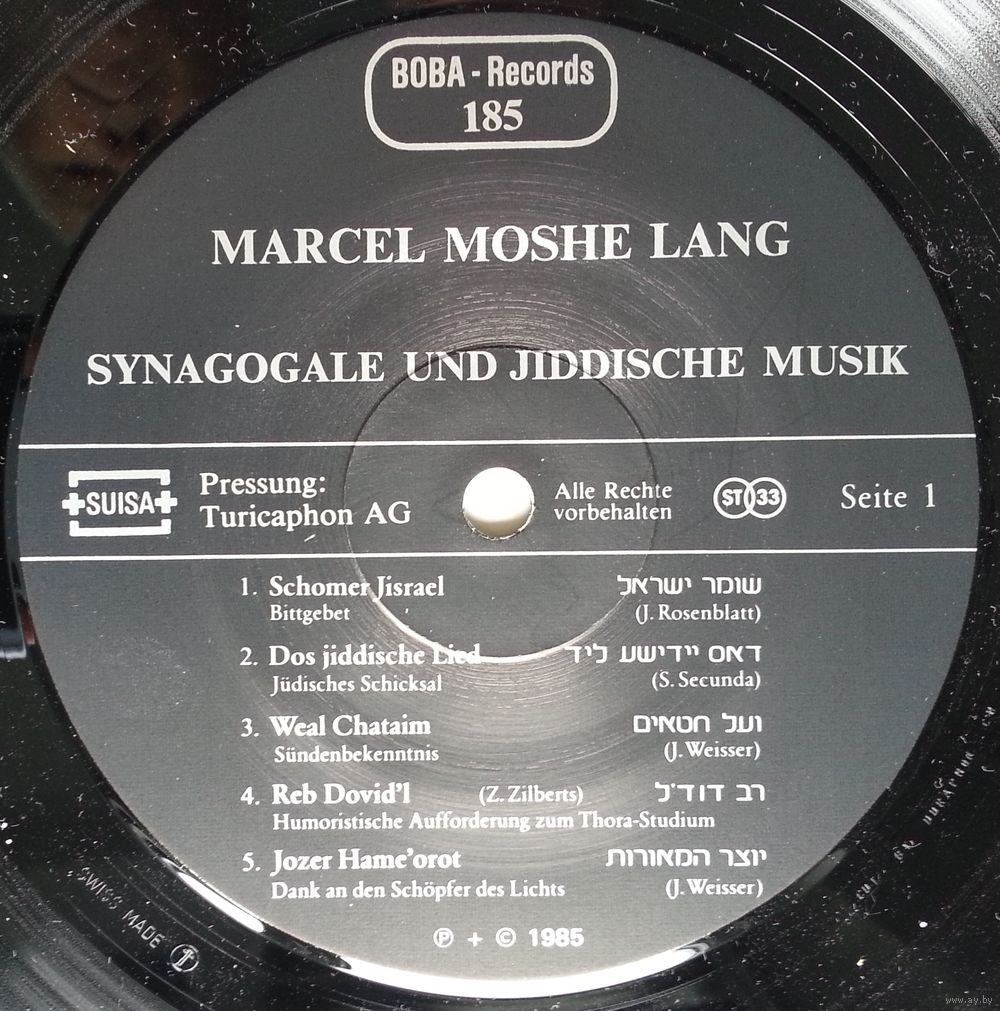 BOBA - Records
185
MARCEL MOSHE LANG
SYNAGOGALE UND JIDDISCHE MUSIK
SUISA
Pressung:
Turicaphon AG
Alle Rechte
vorbehalten
ST 33
Seite 1
1. Schomer Jisrael שומר ישראל
Bittgebet (J. Rosenblatt)
2. Dos jiddische Lied דאס יידישע ליד
Jüdisches Schicksal (S. Secunda)
3. Weal Chataim ועל חטאים
Sündenbekenntnis (J. Weisser)
4. Reb Dovid'l (Z. Zilberts) רב דוד'ל
Humoristische Aufforderung zum Thora-Studium
5. Jozer Hame'orot יוצר המאורות
Dank an den Schöpfer des Lichts (J. Weisser)
℗ + © 1985
SWISS MADE
www.ay.by